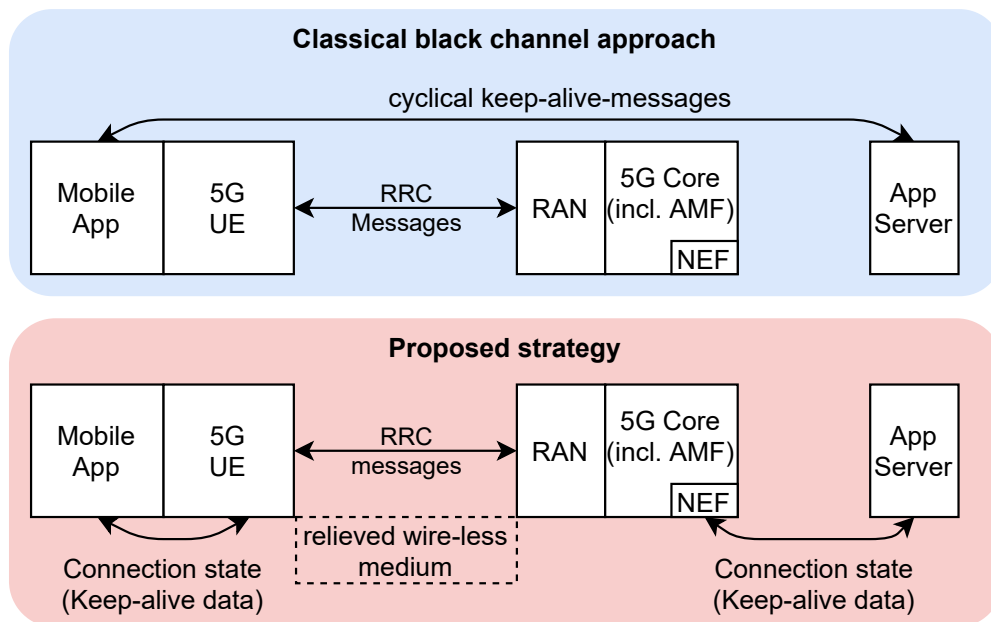 Classical black channel approach
cyclical keep-alive-messages
Mobile
App
5G
UE
RRC
Messages
RAN
5G Core
(incl. AMF)
NEF
App
Server
Proposed strategy
Mobile
App
5G
UE
RRC
messages
RAN
5G Core
(incl. AMF)
NEF
App
Server
relieved wire-less
medium
Connection state
(Keep-alive data)
Connection state
(Keep-alive data)